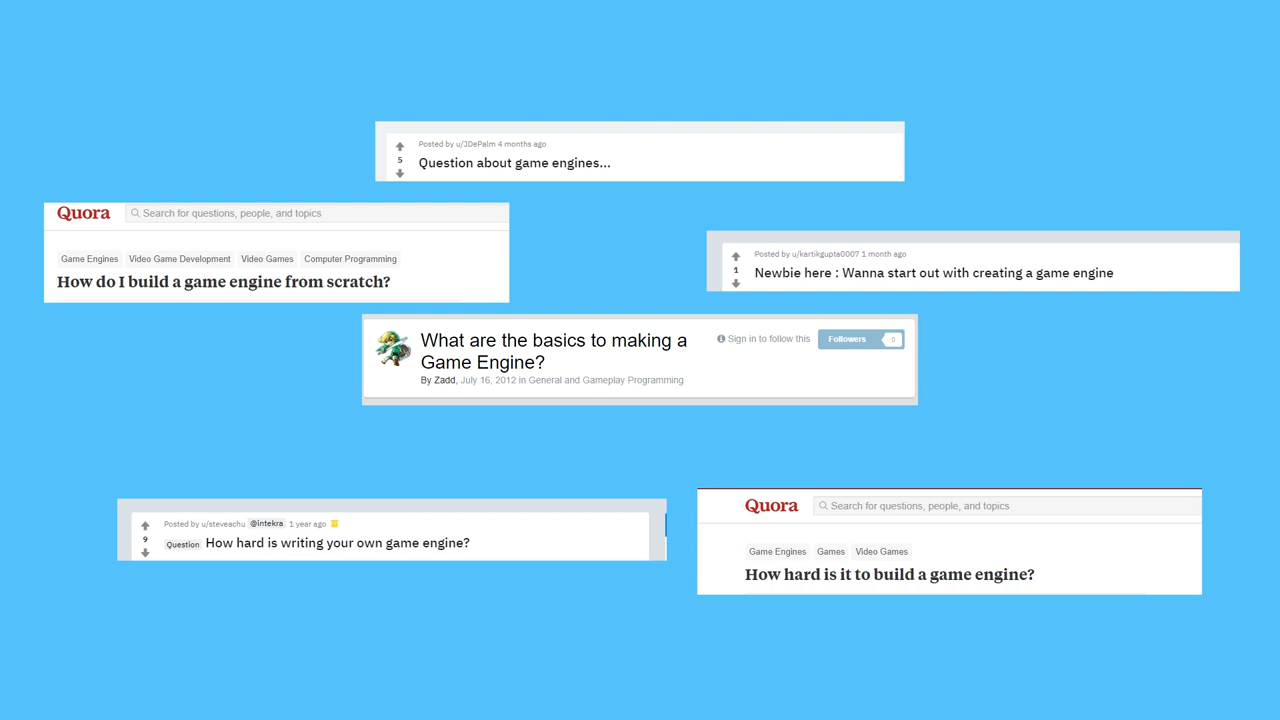 Posted by u/JDePalm 4 months ago
5
Question about game engines...
Quora
Search for questions, people, and topics
Game Engines Video Game Development Video Games Computer Programming
How do I build a game engine from scratch?
Posted by u/kartikgupta0007 1 month ago
1
Newbie here : Wanna start out with creating a game engine
What are the basics to making a
Game Engine?
By Zadd, July 16, 2012 in General and Gameplay Programming
Sign in to follow this
Followers 0
Posted by u/steveachu @intekra 1 year ago
9
Question How hard is writing your own game engine?
Quora
Search for questions, people, and topics
Game Engines Games Video Games
How hard is it to build a game engine?